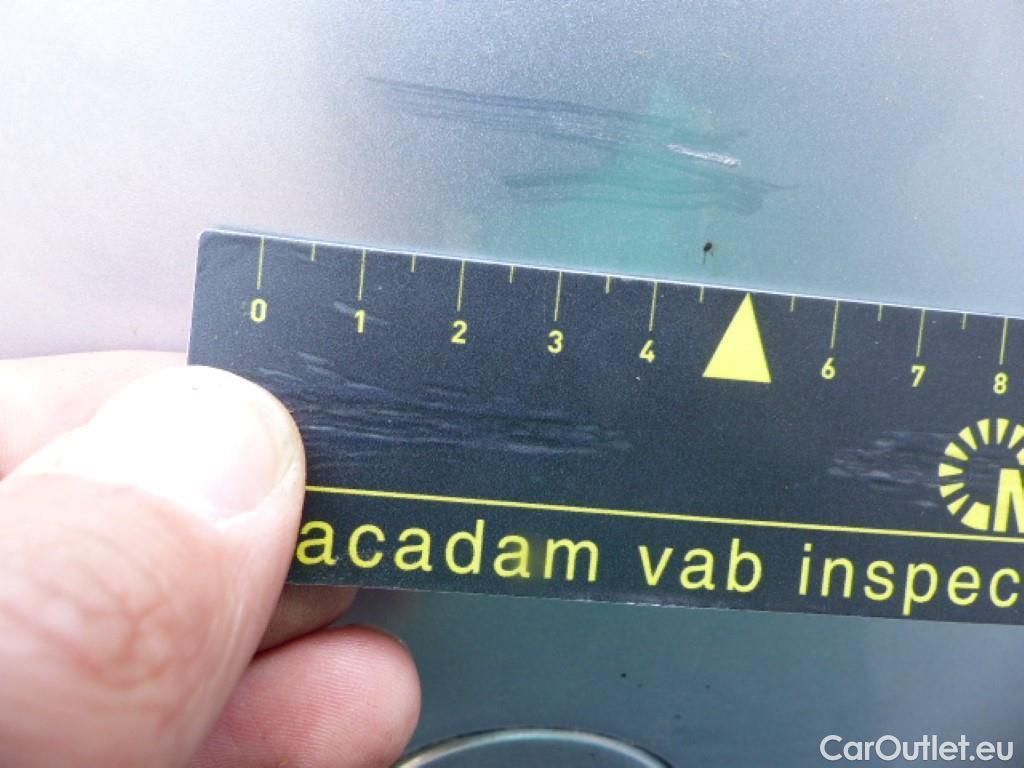 0 1 2 3 4 6 7 8
acadam vab inspec
CarOutlet.eu